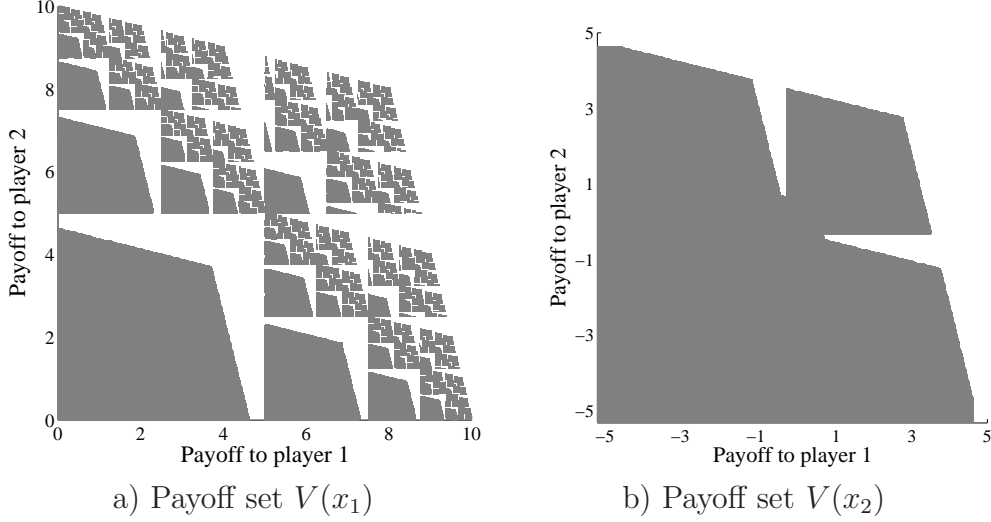 10
8
6
4
2
0
Payoff to player 2
0 2 4 6 8 10
Payoff to player 1
a) Payoff set V(x₁)
5
3
1
−1
−3
−5
Payoff to player 2
−5 −3 −1 1 3 5
Payoff to player 1
b) Payoff set V(x₂)